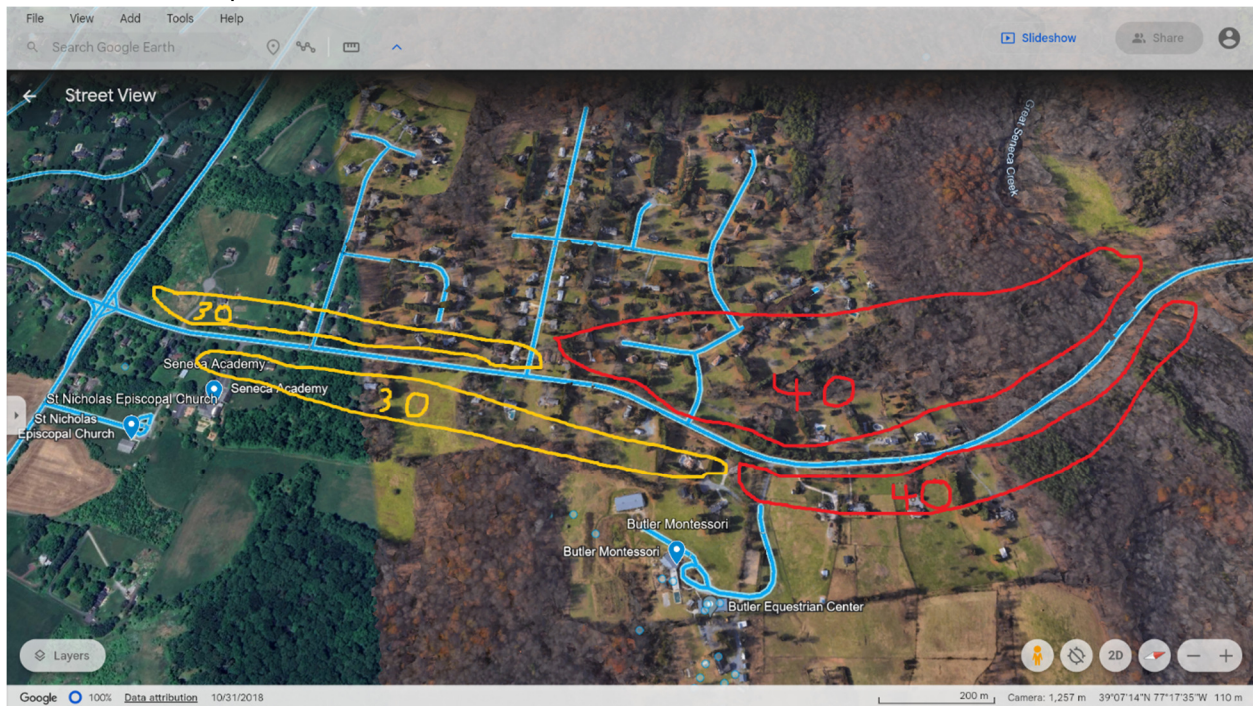 File View Add Tools Help
Search Google Earth
Slideshow
Share
Street View
Great Seneca Creek
30
Seneca Academy
Seneca Academy
30
40
St Nicholas Episcopal Church
St Nicholas
Episcopal Church
40
Butler Montessori
Butler Montessori
Butler Equestrian Center
Layers
2D
Google 100% Data attribution 10/31/2018 200 m Camera: 1,257 m 39°07'14"N 77°17'35"W 110 m